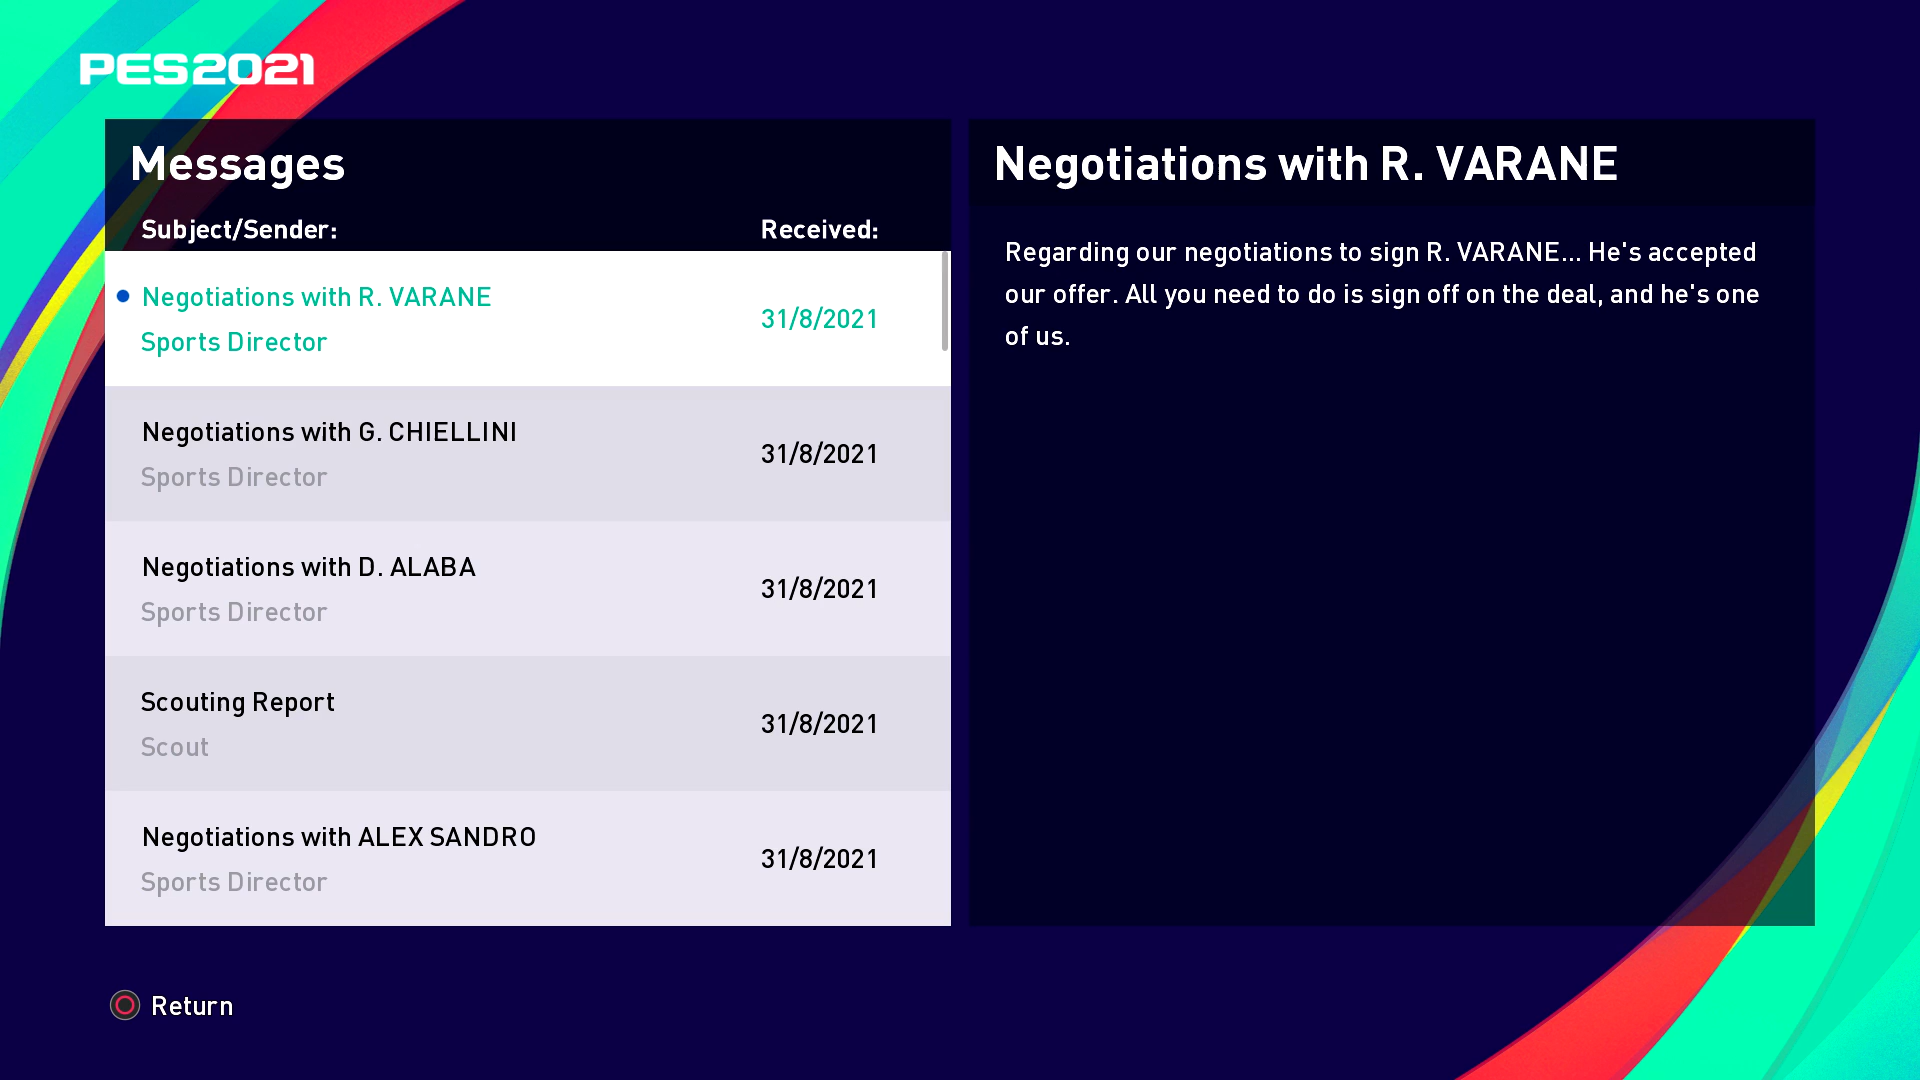 PES2021
Messages
Subject/Sender: Received:
Negotiations with R. VARANE
Sports Director
31/8/2021
Negotiations with G. CHIELLINI
Sports Director
31/8/2021
Negotiations with D. ALABA
Sports Director
31/8/2021
Scouting Report
Scout
31/8/2021
Negotiations with ALEX SANDRO
Sports Director
31/8/2021
Negotiations with R. VARANE
Regarding our negotiations to sign R. VARANE... He's accepted
our offer. All you need to do is sign off on the deal, and he's one
of us.
Return